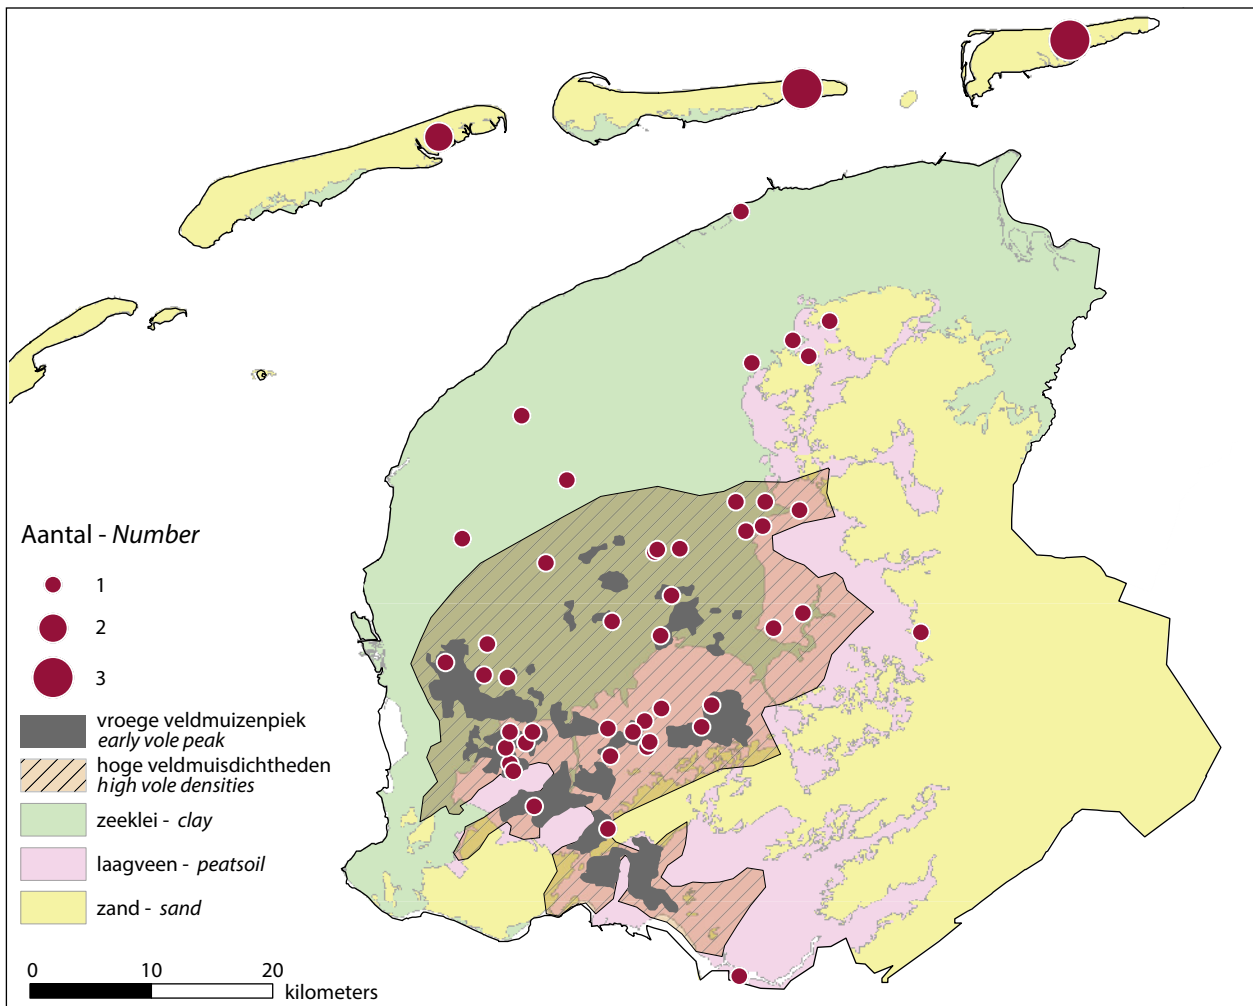 Aantal - Number
1
2
3
vroege veldmuizenpiek
early vole peak
hoge veldmuisdichtheden
high vole densities
zeeklei - clay
laagveen - peatsoil
zand - sand
0 10 20
kilometers